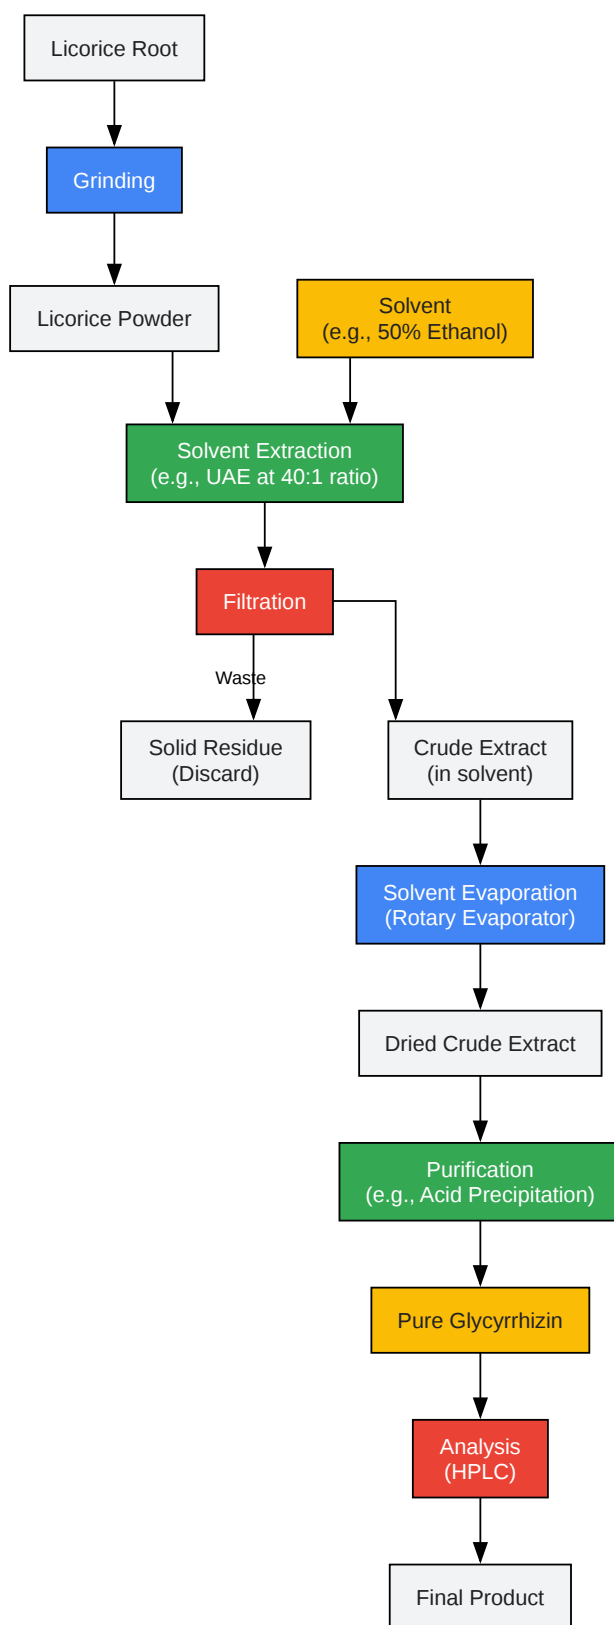 Licorice Root
Grinding
Licorice Powder
Solvent
(e.g., 50% Ethanol)
Solvent Extraction
(e.g., UAE at 40:1 ratio)
Filtration
Waste
Solid Residue
(Discard)
Crude Extract
(in solvent)
Solvent Evaporation
(Rotary Evaporator)
Dried Crude Extract
Purification
(e.g., Acid Precipitation)
Pure Glycyrrhizin
Analysis
(HPLC)
Final Product